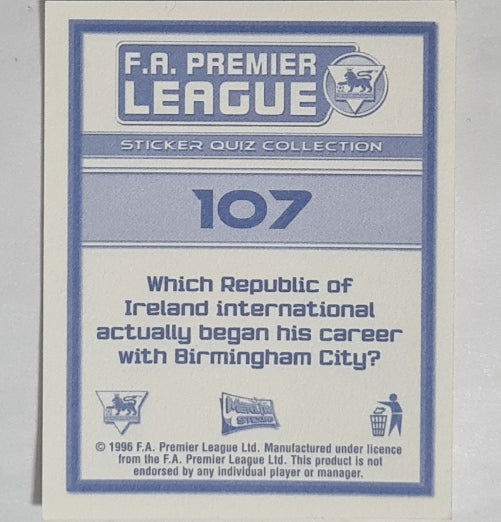 F.A. PREMIER
LEAGUE
STICKER QUIZ COLLECTION
107
Which Republic of
Ireland international
actually began his career
with Birmingham City?
MERLIN
STICKER
© 1996 F.A. Premier League Ltd. Manufactured under licence
from the F.A. Premier League Ltd. This product is not
endorsed by any individual player or manager.